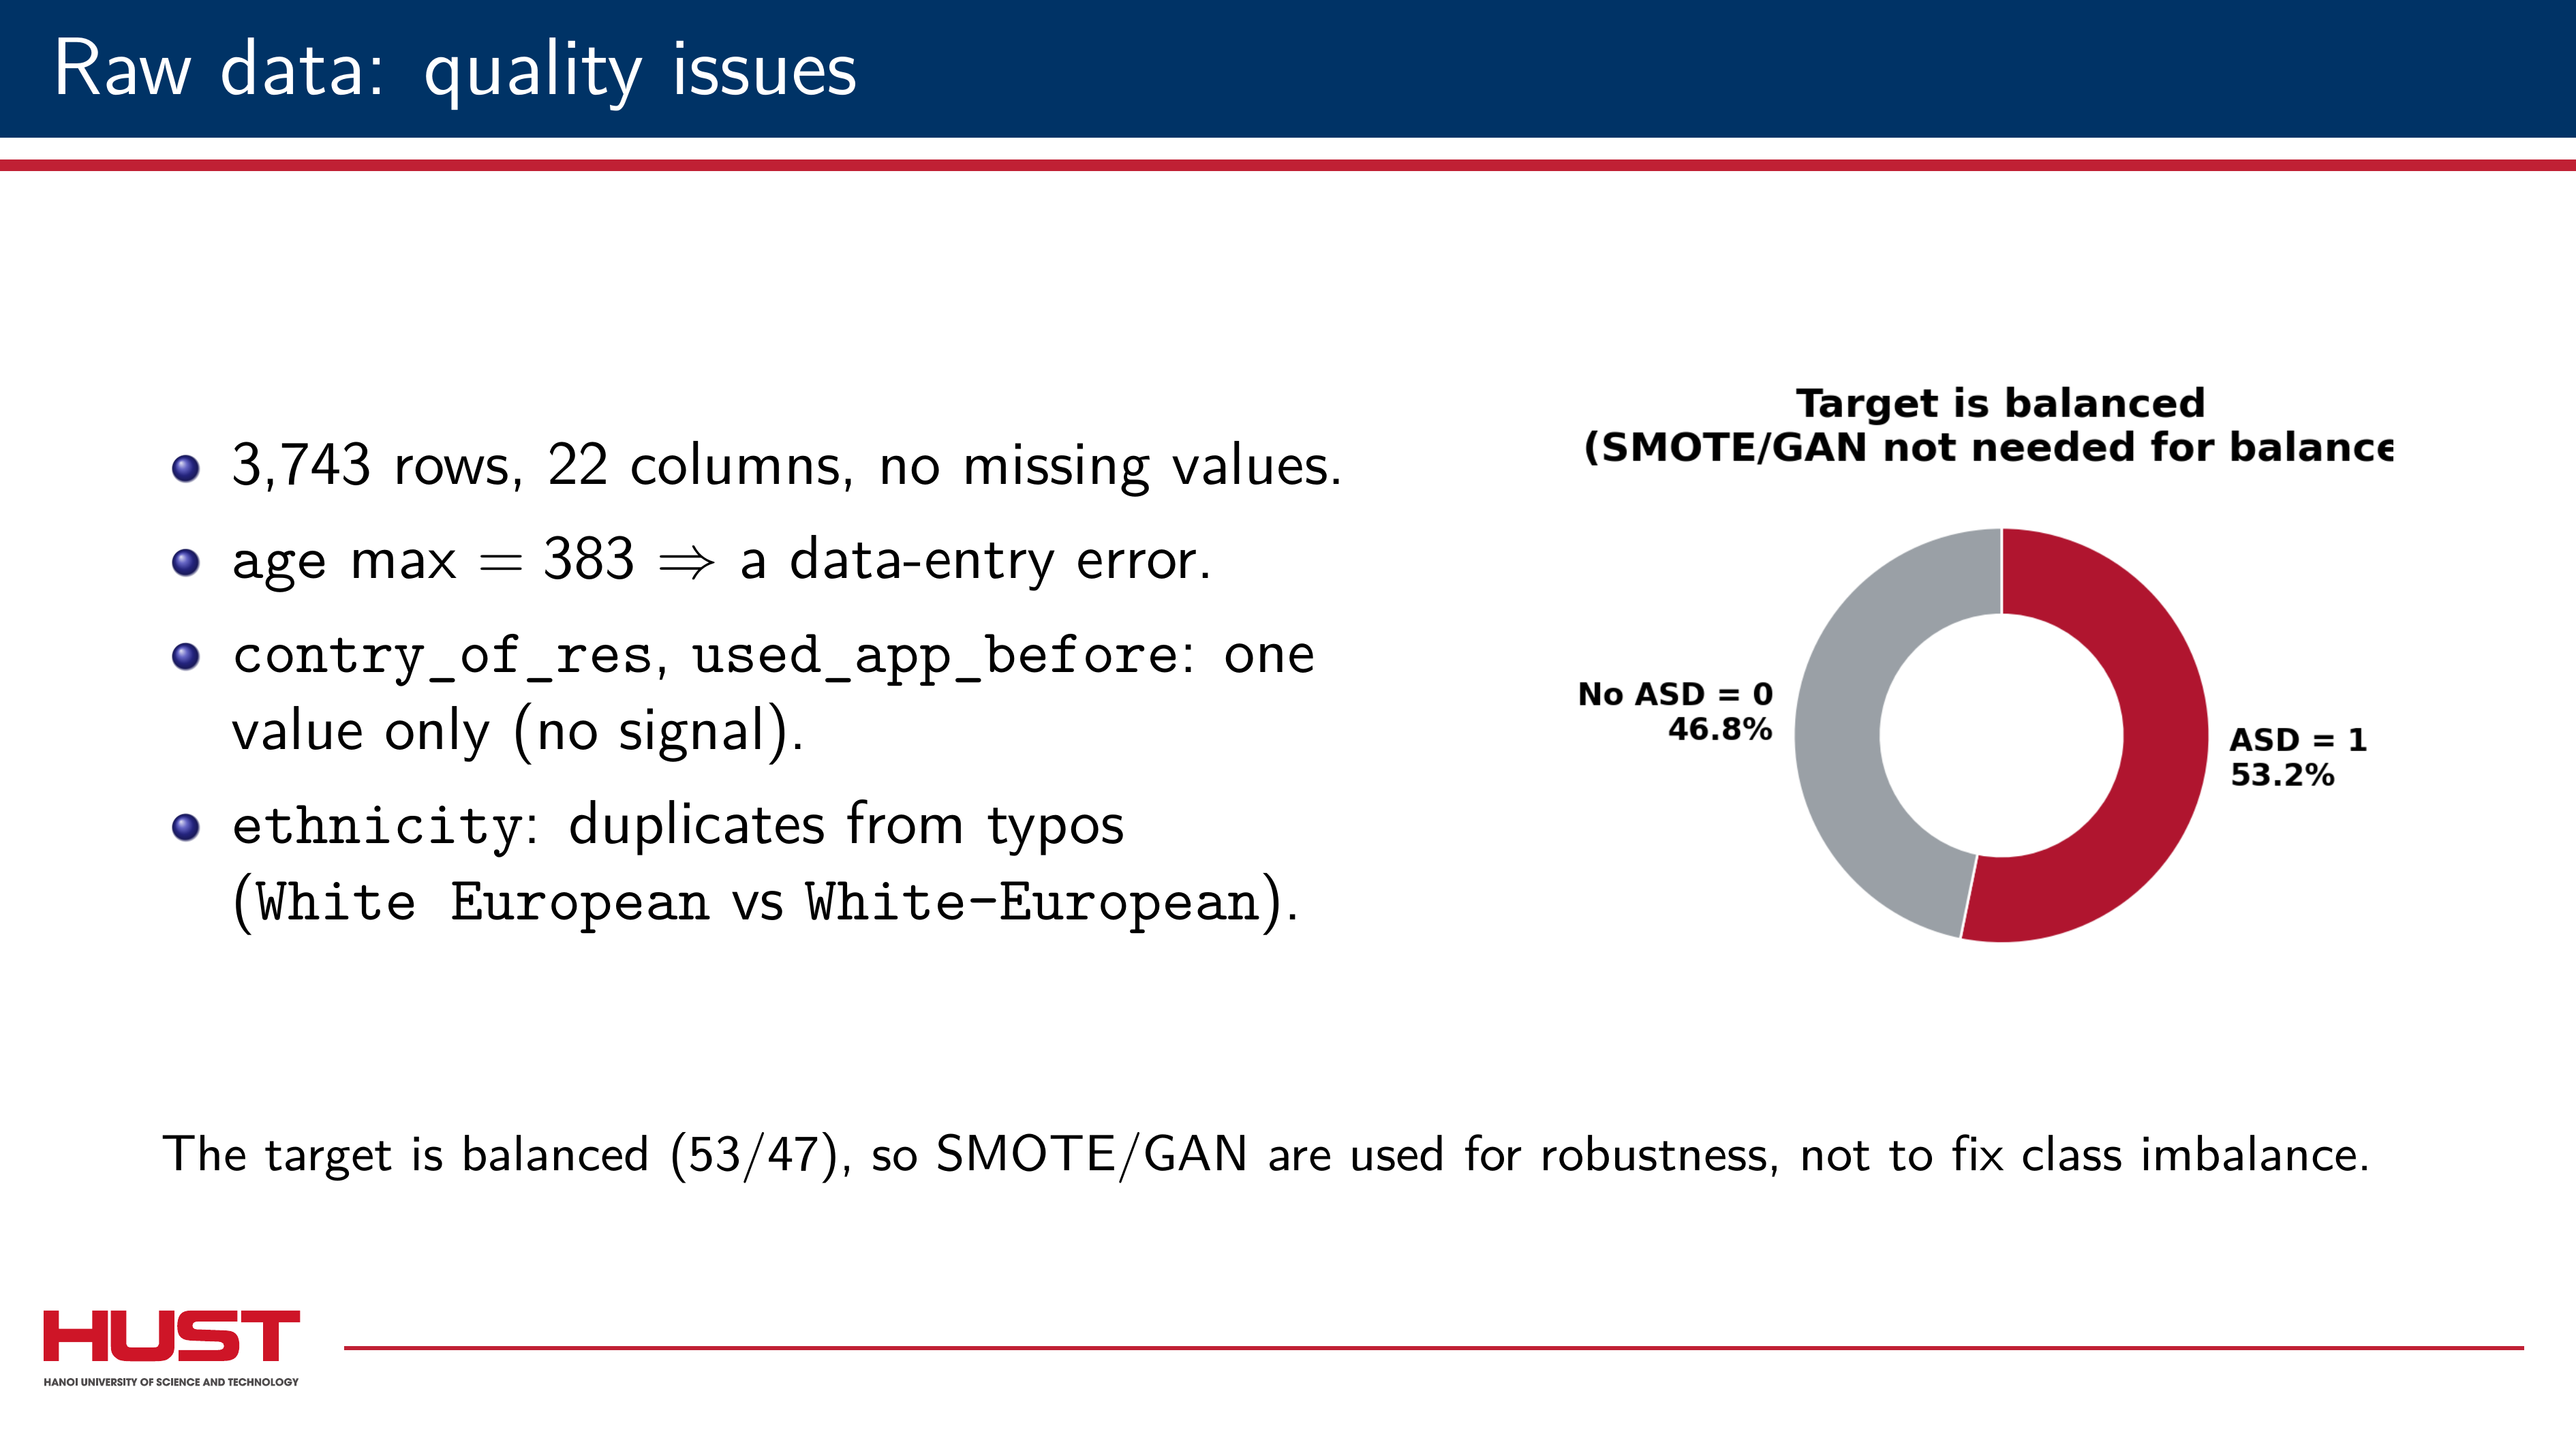 Raw data: quality issues
3,743 rows, 22 columns, no missing values.
age max = 383 ⇒ a data-entry error.
contry_of_res, used_app_before: one
value only (no signal).
ethnicity: duplicates from typos
(White European vs White-European).
Target is balanced
(SMOTE/GAN not needed for balance
No ASD = 0
46.8%
ASD = 1
53.2%
The target is balanced (53/47), so SMOTE/GAN are used for robustness, not to fix class imbalance.
HUST
HANOI UNIVERSITY OF SCIENCE AND TECHNOLOGY